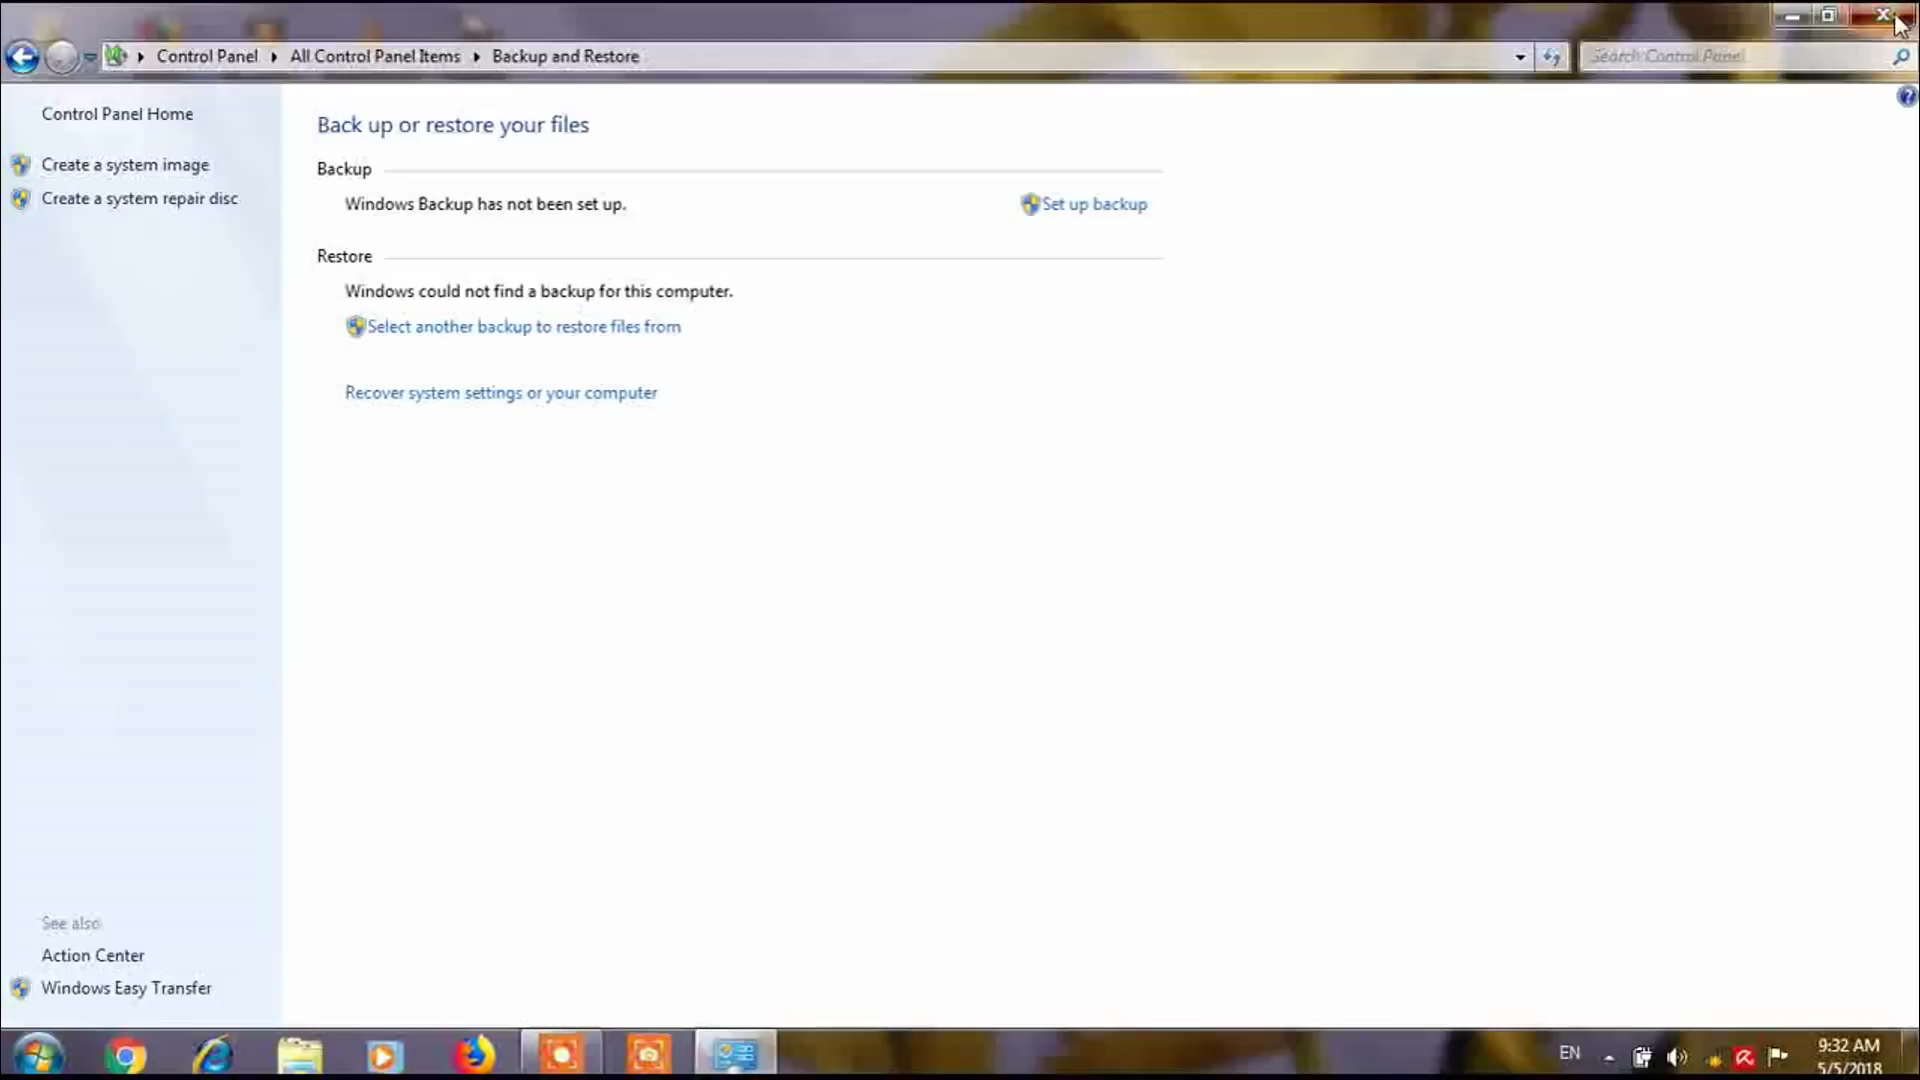 Control Panel
All Control Panel Items
Backup and Restore
Search Control Panel
Control Panel Home
Create a system image
Create a system repair disc
Back up or restore your files
Backup
Windows Backup has not been set up.
Set up backup
Restore
Windows could not find a backup for this computer.
Select another backup to restore files from
Recover system settings or your computer
See also
Action Center
Windows Easy Transfer
EN
9:32 AM
5/5/2018